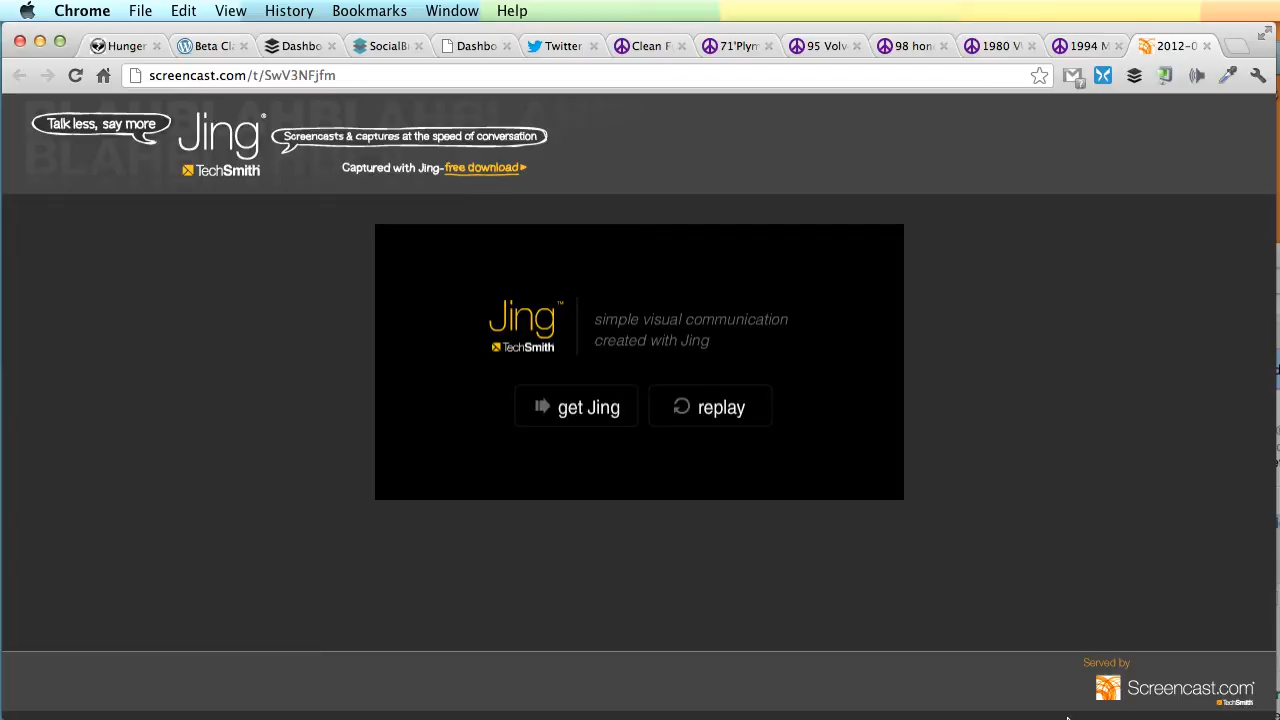 Chrome File Edit View History Bookmarks Window Help
Hunger Beta Cl Dashbo SocialB Dashbo Twitter Clean F 71'Plym 95 Volv 98 hon 1980 V 1994 M 2012-0
screencast.com/t/SwV3NFjfm
Talk less, say more
Jing
TechSmith
Screencasts & captures at the speed of conversation
Captured with Jing-free download
Jing™
TechSmith
simple visual communication
created with Jing
get Jing
replay
Served by
Screencast.com
TechSmith